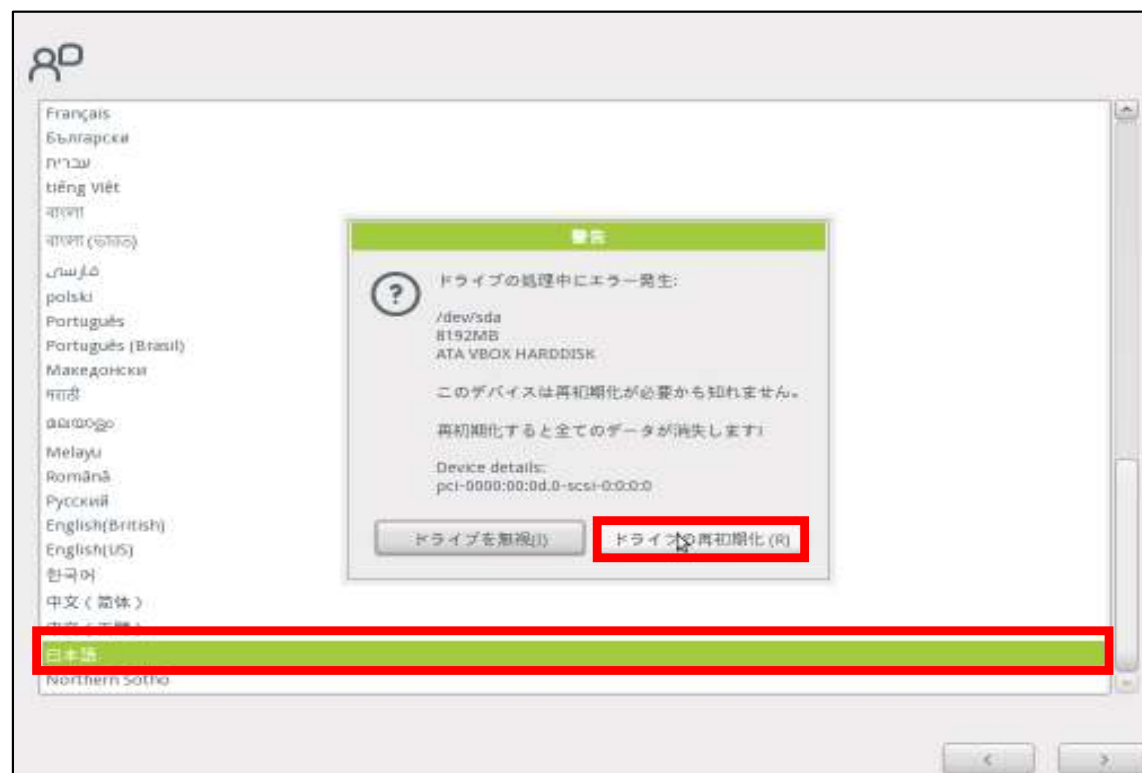 Français
Български
עברית
tiếng Việt
বাংলা
বাংলা (ভারত)
فارسی
polski
Português
Português (Brasil)
Македонски
मराठी
മലയാളം
Melayu
Română
Русский
English(British)
English(US)
한국어
中文 ( 简体 )
日本語
Northern Sotho
警告
ドライブの処理中にエラー発生:
/dev/sda
8192MB
ATA VBOX HARDDISK
このデバイスは再初期化が必要かも知れません。
再初期化すると全てのデータが消失します!
Device details:
pci-0000:00:0d.0-scsi-0:0:0:0
ドライブを無視(I)
ドライブの再初期化 (R)